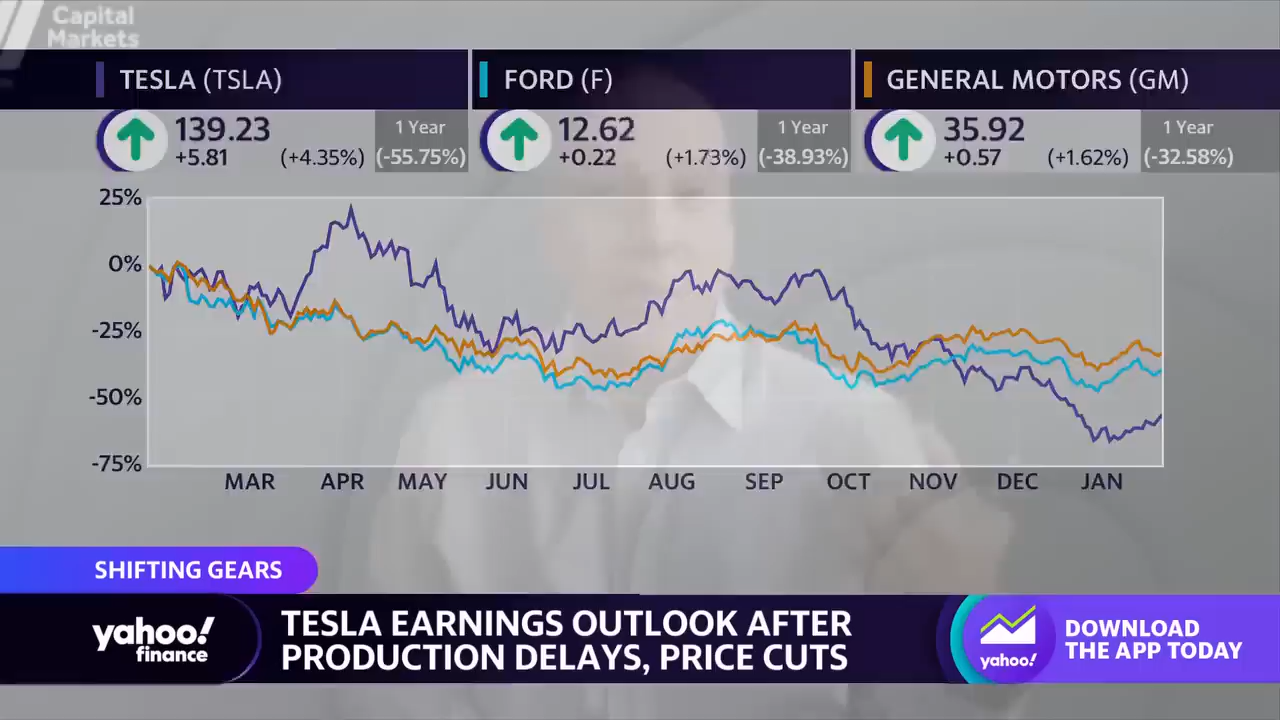 Capital
Markets
TESLA (TSLA)
139.23
+5.81 (+4.35%)
1 Year
(-55.75%)
FORD (F)
12.62
+0.22 (+1.73%)
1 Year
(-38.93%)
GENERAL MOTORS (GM)
35.92
+0.57 (+1.62%)
1 Year
(-32.58%)
25%
0%
-25%
-50%
-75%
MAR APR MAY JUN JUL AUG SEP OCT NOV DEC JAN
SHIFTING GEARS
yahoo!
finance
TESLA EARNINGS OUTLOOK AFTER
PRODUCTION DELAYS, PRICE CUTS
yahoo!
DOWNLOAD
THE APP TODAY